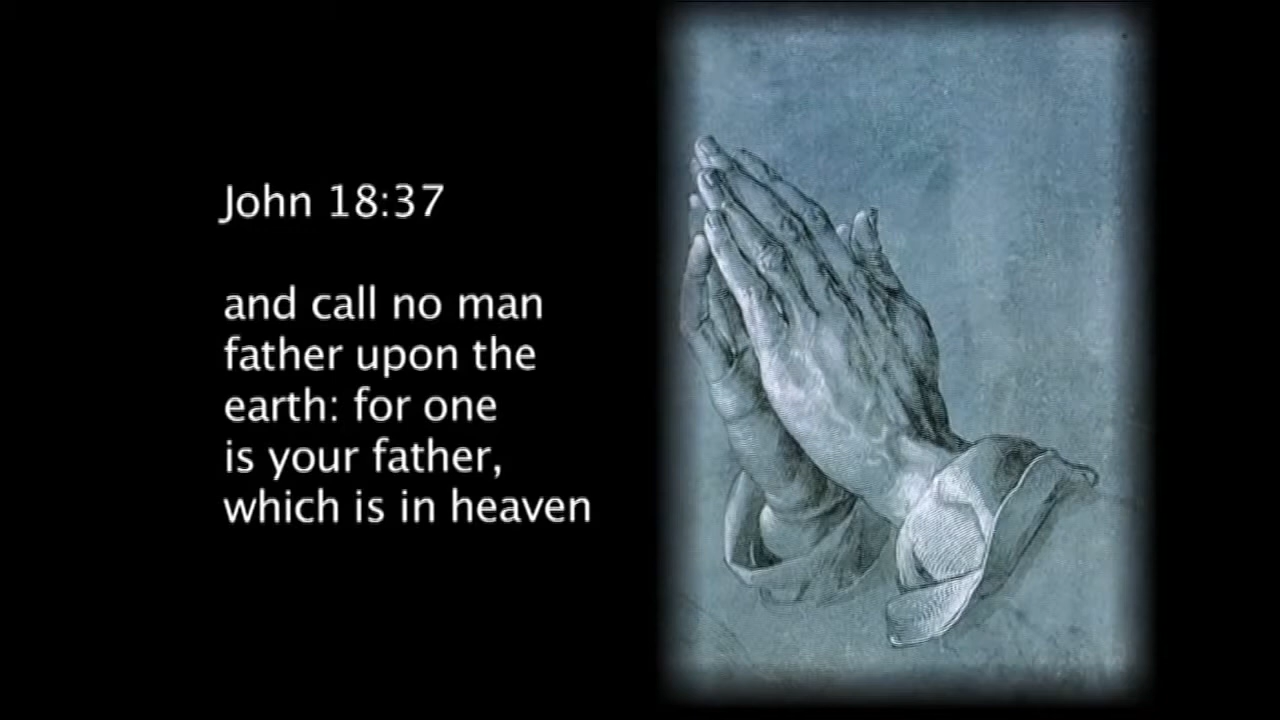 John 18:37
and call no man
father upon the
earth: for one
is your father,
which is in heaven